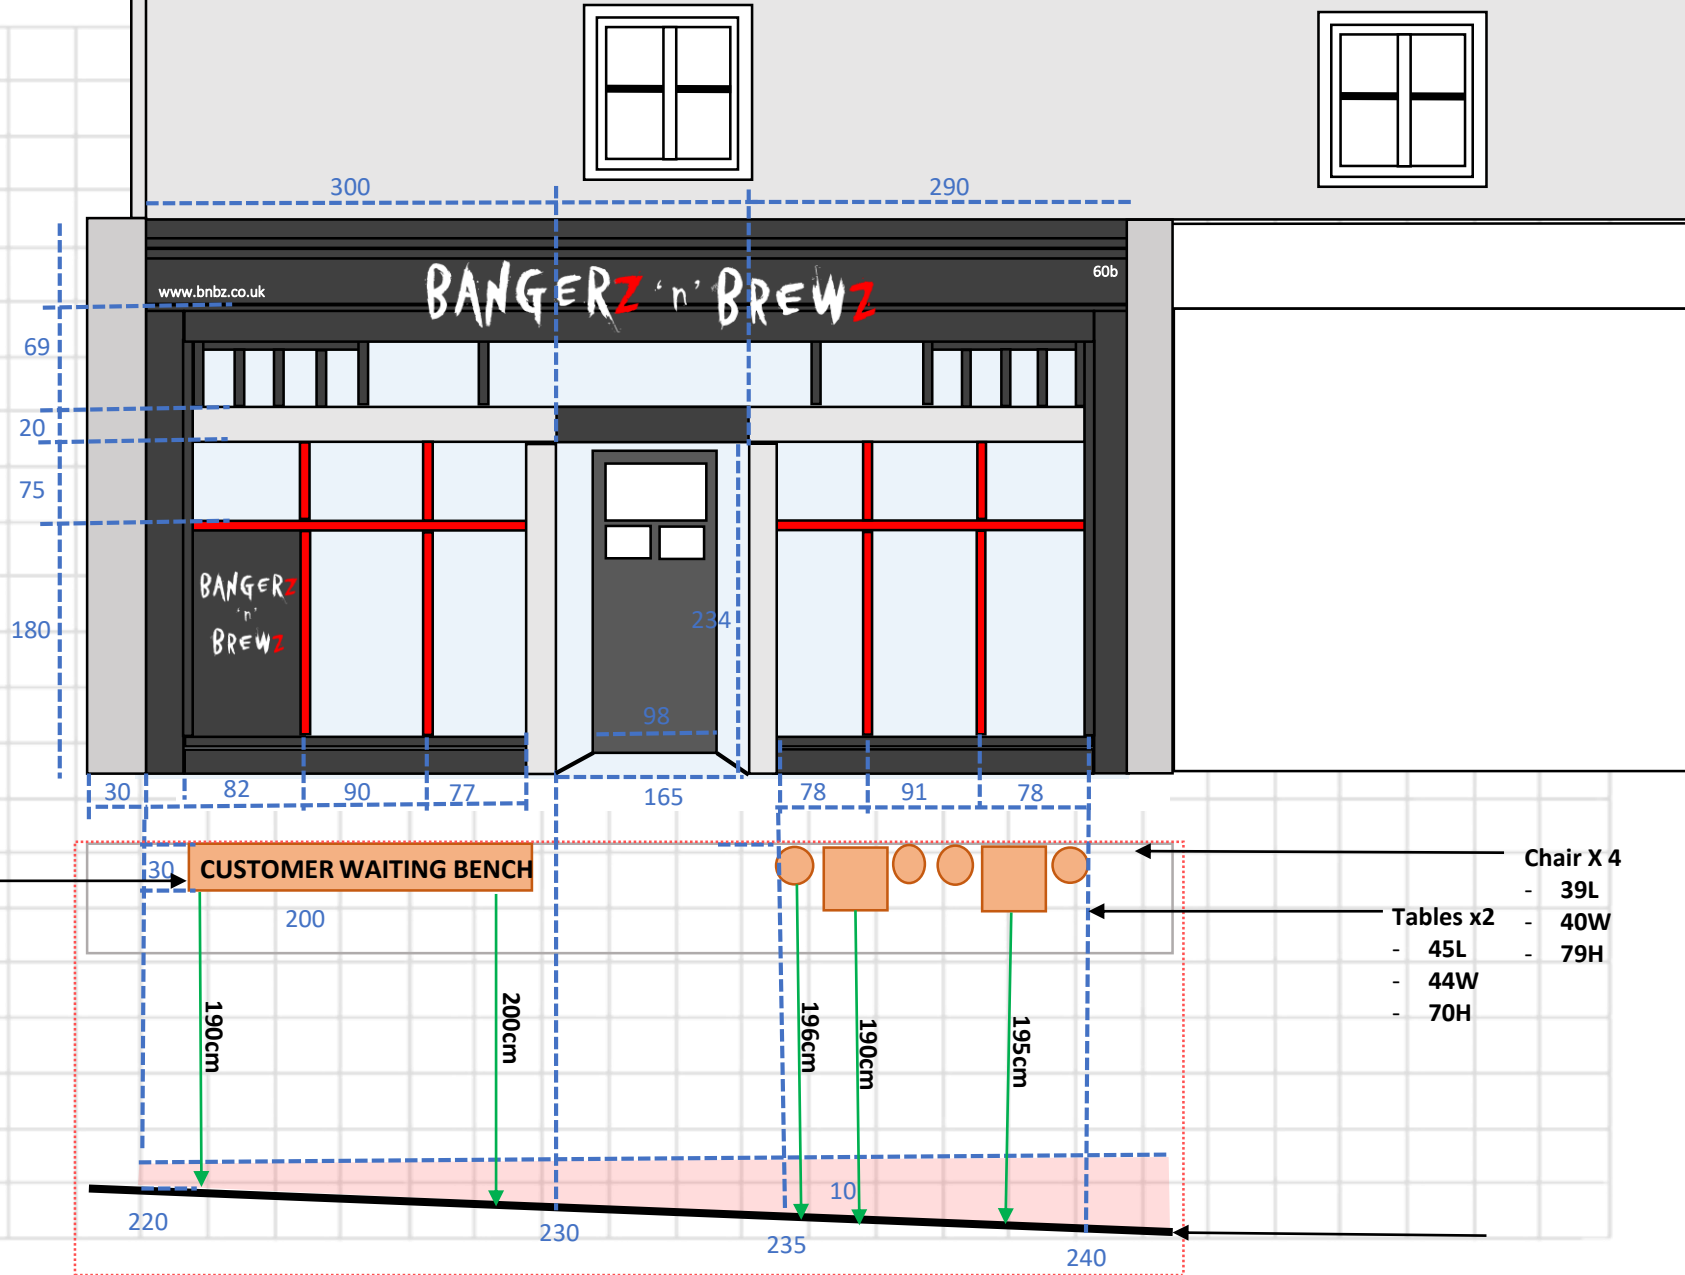 300
290
www.bnbz.co.uk
BANGERZ 'n' BREWZ
60b
69
20
75
180
BANGERZ
'n'
BREWZ
234
98
30
82
90
77
165
78
91
78
30
CUSTOMER WAITING BENCH
200
Chair X 4
- 39L
- 40W
- 79H
Tables x2
- 45L
- 44W
- 70H
190cm
200cm
196cm
190cm
195cm
10
220
230
235
240